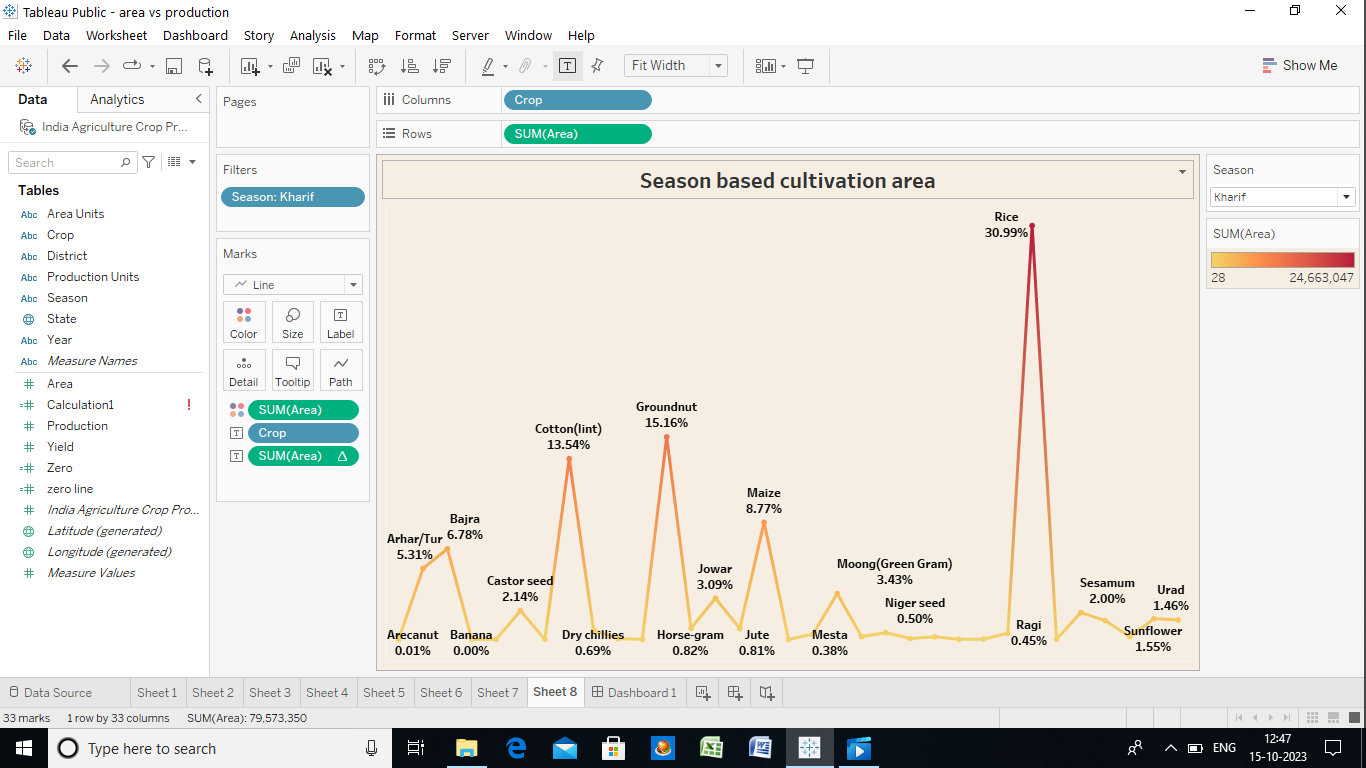 Tableau Public - area vs production
File Data Worksheet Dashboard Story Analysis Map Format Server Window Help
Fit Width
Show Me
Data Analytics
India Agriculture Crop Pr...
Search
Tables
Abc Area Units
Abc Crop
Abc District
Abc Production Units
Abc Season
State
Abc Year
Abc Measure Names
Area
Calculation1 !
Production
Yield
Zero
zero line
India Agriculture Crop Pro...
Latitude (generated)
Longitude (generated)
Measure Values
Pages
Filters
Season: Kharif
Marks
Line
Color Size Label
Detail Tooltip Path
SUM(Area)
Crop
SUM(Area) Δ
Columns Crop
Rows SUM(Area)
Season based cultivation area
Rice
30.99%
Groundnut
15.16%
Cotton(lint)
13.54%
Maize
8.77%
Bajra
6.78%
Arhar/Tur
5.31%
Moong(Green Gram)
3.43%
Jowar
3.09%
Castor seed
2.14%
Sesamum
2.00%
Urad
1.46%
Niger seed
0.50%
Ragi
0.45%
Sunflower
1.55%
Arecanut
0.01%
Banana
0.00%
Dry chillies
0.69%
Horse-gram
0.82%
Jute
0.81%
Mesta
0.38%
Season
Kharif
SUM(Area)
28 24,663,047
Data Source Sheet 1 Sheet 2 Sheet 3 Sheet 4 Sheet 5 Sheet 6 Sheet 7 Sheet 8 Dashboard 1
33 marks 1 row by 33 columns SUM(Area): 79,573,350
Type here to search
ENG
12:47
15-10-2023